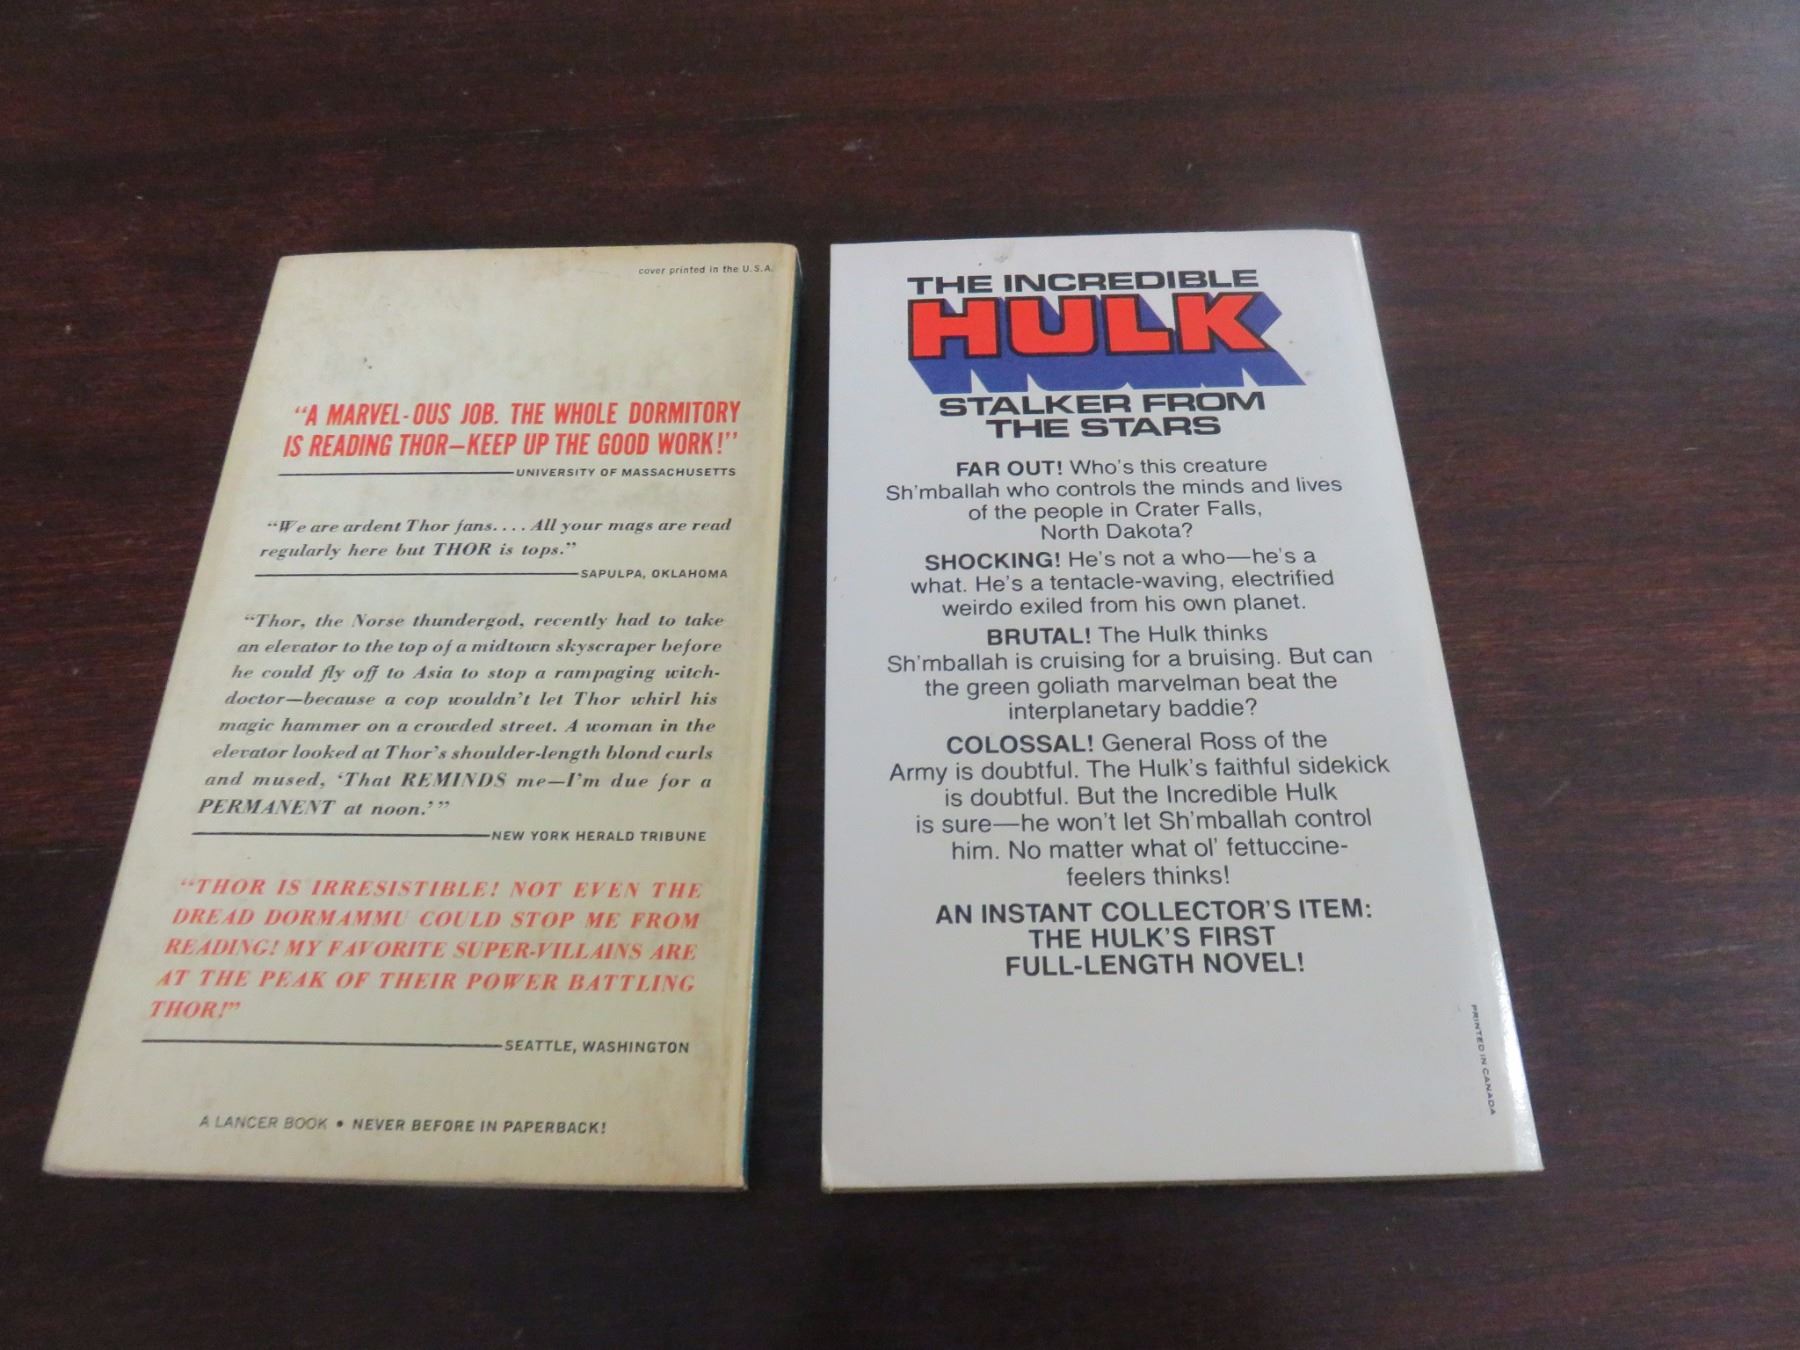 cover printed in the U.S.A.
“A MARVEL-OUS JOB. THE WHOLE DORMITORY
IS READING THOR—KEEP UP THE GOOD WORK!”
UNIVERSITY OF MASSACHUSETTS
“We are ardent Thor fans.... All your mags are read
regularly here but THOR is tops.”
SAPULPA, OKLAHOMA
“Thor, the Norse thundergod, recently had to take
an elevator to the top of a midtown skyscraper before
he could fly off to Asia to stop a rampaging witch-
doctor—because a cop wouldn't let Thor whirl his
magic hammer on a crowded street. A woman in the
elevator looked at Thor's shoulder-length blond curls
and mused, ‘That REMINDS me—I'm due for a
PERMANENT at noon.’”
NEW YORK HERALD TRIBUNE
“THOR IS IRRESISTIBLE! NOT EVEN THE
DREAD DORMAMMU COULD STOP ME FROM
READING! MY FAVORITE SUPER-VILLAINS ARE
AT THE PEAK OF THEIR POWER BATTLING
THOR!”
SEATTLE, WASHINGTON
A LANCER BOOK • NEVER BEFORE IN PAPERBACK!
THE INCREDIBLE
HULK
STALKER FROM
THE STARS
FAR OUT! Who's this creature
Sh'mballah who controls the minds and lives
of the people in Crater Falls,
North Dakota?
SHOCKING! He's not a who—he's a
what. He's a tentacle-waving, electrified
weirdo exiled from his own planet.
BRUTAL! The Hulk thinks
Sh'mballah is cruising for a bruising. But can
the green goliath marvelman beat the
interplanetary baddie?
COLOSSAL! General Ross of the
Army is doubtful. The Hulk's faithful sidekick
is doubtful. But the Incredible Hulk
is sure—he won't let Sh'mballah control
him. No matter what ol' fettuccine-
feelers thinks!
AN INSTANT COLLECTOR'S ITEM:
THE HULK'S FIRST
FULL-LENGTH NOVEL!
PRINTED IN CANADA